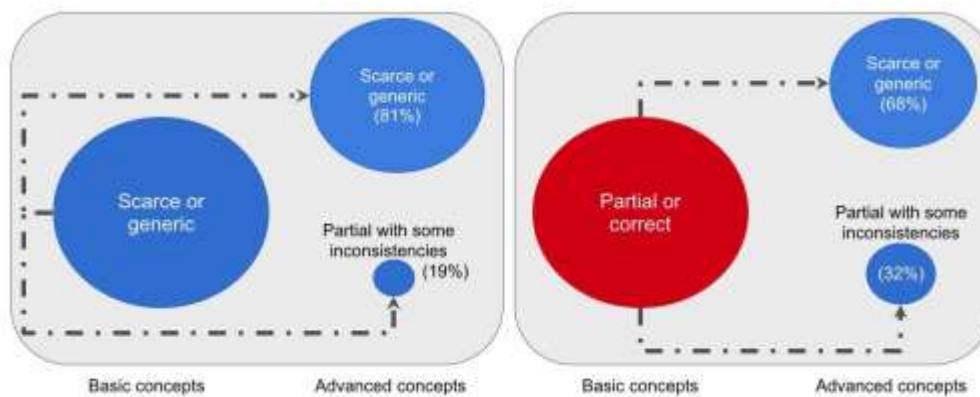 Scarce or
generic
(81%)
Scarce or
generic
Partial with some
inconsistencies
(19%)
Basic concepts
Advanced concepts
Scarce or
generic
(68%)
Partial or
correct
Partial with some
inconsistencies
(32%)
Basic concepts
Advanced concepts